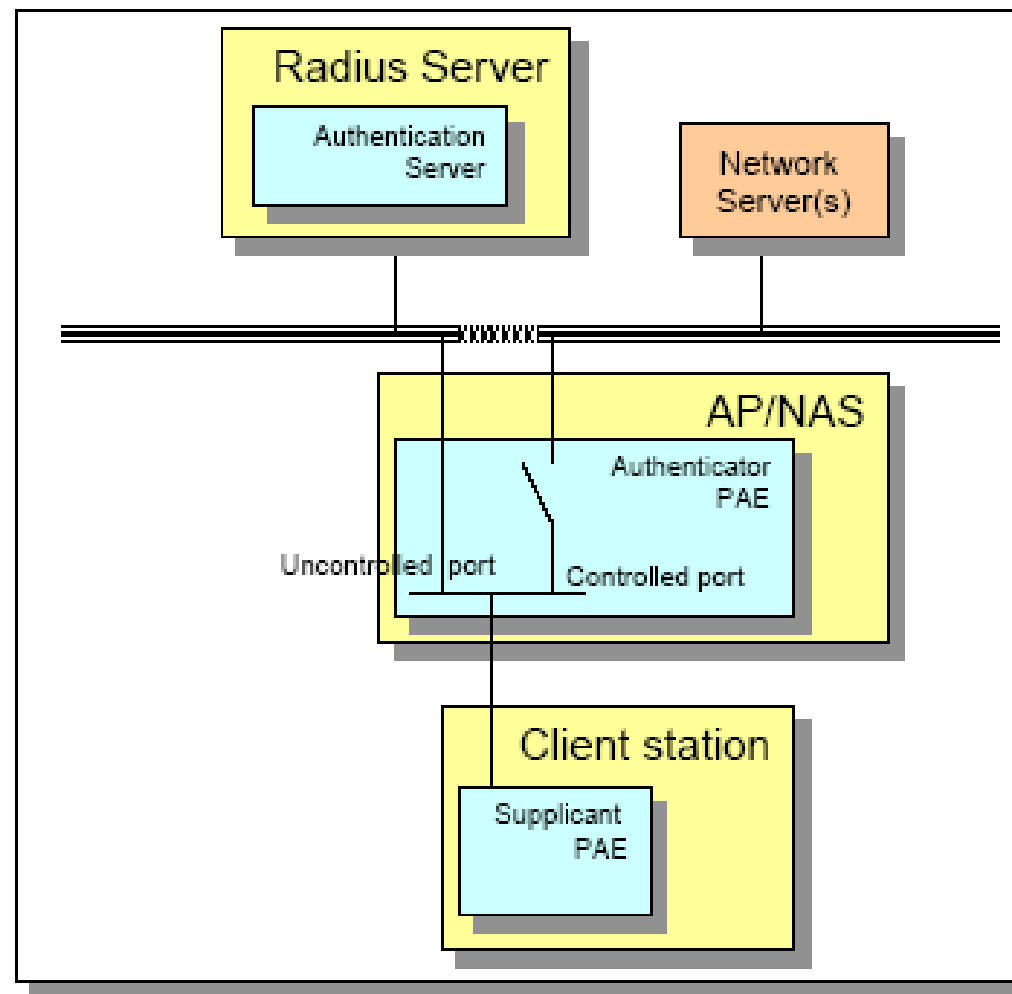 Radius Server
Authentication
Server
Network
Server(s)
AP/NAS
Authenticator
PAE
Uncontrolled port
Controlled port
Client station
Supplicant
PAE